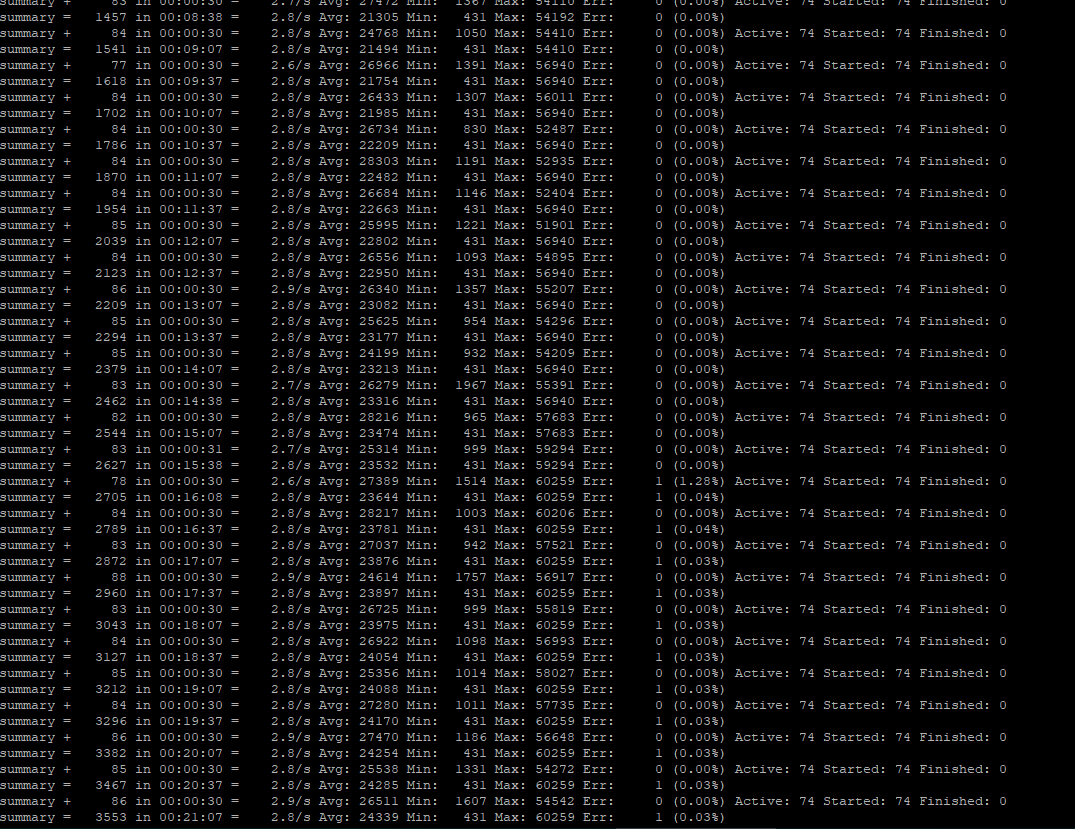 summary + 83 in 00:00:30 = 2.7/s Avg: 27472 Min: 1367 Max: 54110 Err: 0 (0.00%) Active: 74 Started: 74 Finished: 0
summary = 1457 in 00:08:38 = 2.8/s Avg: 21305 Min: 431 Max: 54192 Err: 0 (0.00%)
summary + 84 in 00:00:30 = 2.8/s Avg: 24768 Min: 1050 Max: 54410 Err: 0 (0.00%) Active: 74 Started: 74 Finished: 0
summary = 1541 in 00:09:07 = 2.8/s Avg: 21494 Min: 431 Max: 54410 Err: 0 (0.00%)
summary + 77 in 00:00:30 = 2.6/s Avg: 26966 Min: 1391 Max: 56940 Err: 0 (0.00%) Active: 74 Started: 74 Finished: 0
summary = 1618 in 00:09:37 = 2.8/s Avg: 21754 Min: 431 Max: 56940 Err: 0 (0.00%)
summary + 84 in 00:00:30 = 2.8/s Avg: 26433 Min: 1307 Max: 56011 Err: 0 (0.00%) Active: 74 Started: 74 Finished: 0
summary = 1702 in 00:10:07 = 2.8/s Avg: 21985 Min: 431 Max: 56940 Err: 0 (0.00%)
summary + 84 in 00:00:30 = 2.8/s Avg: 26734 Min: 830 Max: 52487 Err: 0 (0.00%) Active: 74 Started: 74 Finished: 0
summary = 1786 in 00:10:37 = 2.8/s Avg: 22209 Min: 431 Max: 56940 Err: 0 (0.00%)
summary + 84 in 00:00:30 = 2.8/s Avg: 28303 Min: 1191 Max: 52935 Err: 0 (0.00%) Active: 74 Started: 74 Finished: 0
summary = 1870 in 00:11:07 = 2.8/s Avg: 22482 Min: 431 Max: 56940 Err: 0 (0.00%)
summary + 84 in 00:00:30 = 2.8/s Avg: 26684 Min: 1146 Max: 52404 Err: 0 (0.00%) Active: 74 Started: 74 Finished: 0
summary = 1954 in 00:11:37 = 2.8/s Avg: 22663 Min: 431 Max: 56940 Err: 0 (0.00%)
summary + 85 in 00:00:30 = 2.8/s Avg: 25995 Min: 1221 Max: 51901 Err: 0 (0.00%) Active: 74 Started: 74 Finished: 0
summary = 2039 in 00:12:07 = 2.8/s Avg: 22802 Min: 431 Max: 56940 Err: 0 (0.00%)
summary + 84 in 00:00:30 = 2.8/s Avg: 26556 Min: 1093 Max: 54895 Err: 0 (0.00%) Active: 74 Started: 74 Finished: 0
summary = 2123 in 00:12:37 = 2.8/s Avg: 22950 Min: 431 Max: 56940 Err: 0 (0.00%)
summary + 86 in 00:00:30 = 2.9/s Avg: 26340 Min: 1357 Max: 55207 Err: 0 (0.00%) Active: 74 Started: 74 Finished: 0
summary = 2209 in 00:13:07 = 2.8/s Avg: 23082 Min: 431 Max: 56940 Err: 0 (0.00%)
summary + 85 in 00:00:30 = 2.8/s Avg: 25625 Min: 954 Max: 54296 Err: 0 (0.00%) Active: 74 Started: 74 Finished: 0
summary = 2294 in 00:13:37 = 2.8/s Avg: 23177 Min: 431 Max: 56940 Err: 0 (0.00%)
summary + 85 in 00:00:30 = 2.8/s Avg: 24199 Min: 932 Max: 54209 Err: 0 (0.00%) Active: 74 Started: 74 Finished: 0
summary = 2379 in 00:14:07 = 2.8/s Avg: 23213 Min: 431 Max: 56940 Err: 0 (0.00%)
summary + 83 in 00:00:30 = 2.7/s Avg: 26279 Min: 1967 Max: 55391 Err: 0 (0.00%) Active: 74 Started: 74 Finished: 0
summary = 2462 in 00:14:38 = 2.8/s Avg: 23316 Min: 431 Max: 56940 Err: 0 (0.00%)
summary + 82 in 00:00:30 = 2.8/s Avg: 28216 Min: 965 Max: 57683 Err: 0 (0.00%) Active: 74 Started: 74 Finished: 0
summary = 2544 in 00:15:07 = 2.8/s Avg: 23474 Min: 431 Max: 57683 Err: 0 (0.00%)
summary + 83 in 00:00:31 = 2.7/s Avg: 25314 Min: 999 Max: 59294 Err: 0 (0.00%) Active: 74 Started: 74 Finished: 0
summary = 2627 in 00:15:38 = 2.8/s Avg: 23532 Min: 431 Max: 59294 Err: 0 (0.00%)
summary + 78 in 00:00:30 = 2.6/s Avg: 27389 Min: 1514 Max: 60259 Err: 1 (1.28%) Active: 74 Started: 74 Finished: 0
summary = 2705 in 00:16:08 = 2.8/s Avg: 23644 Min: 431 Max: 60259 Err: 1 (0.04%)
summary + 84 in 00:00:30 = 2.8/s Avg: 28217 Min: 1003 Max: 60206 Err: 0 (0.00%) Active: 74 Started: 74 Finished: 0
summary = 2789 in 00:16:37 = 2.8/s Avg: 23781 Min: 431 Max: 60259 Err: 1 (0.04%)
summary + 83 in 00:00:30 = 2.8/s Avg: 27037 Min: 942 Max: 57521 Err: 0 (0.00%) Active: 74 Started: 74 Finished: 0
summary = 2872 in 00:17:07 = 2.8/s Avg: 23876 Min: 431 Max: 60259 Err: 1 (0.03%)
summary + 88 in 00:00:30 = 2.9/s Avg: 24614 Min: 1757 Max: 56917 Err: 0 (0.00%) Active: 74 Started: 74 Finished: 0
summary = 2960 in 00:17:37 = 2.8/s Avg: 23897 Min: 431 Max: 60259 Err: 1 (0.03%)
summary + 83 in 00:00:30 = 2.8/s Avg: 26725 Min: 999 Max: 55819 Err: 0 (0.00%) Active: 74 Started: 74 Finished: 0
summary = 3043 in 00:18:07 = 2.8/s Avg: 23975 Min: 431 Max: 60259 Err: 1 (0.03%)
summary + 84 in 00:00:30 = 2.8/s Avg: 26922 Min: 1098 Max: 56993 Err: 0 (0.00%) Active: 74 Started: 74 Finished: 0
summary = 3127 in 00:18:37 = 2.8/s Avg: 24054 Min: 431 Max: 60259 Err: 1 (0.03%)
summary + 85 in 00:00:30 = 2.8/s Avg: 25356 Min: 1014 Max: 58027 Err: 0 (0.00%) Active: 74 Started: 74 Finished: 0
summary = 3212 in 00:19:07 = 2.8/s Avg: 24088 Min: 431 Max: 60259 Err: 1 (0.03%)
summary + 84 in 00:00:30 = 2.8/s Avg: 27280 Min: 1011 Max: 57735 Err: 0 (0.00%) Active: 74 Started: 74 Finished: 0
summary = 3296 in 00:19:37 = 2.8/s Avg: 24170 Min: 431 Max: 60259 Err: 1 (0.03%)
summary + 86 in 00:00:30 = 2.9/s Avg: 27470 Min: 1186 Max: 56648 Err: 0 (0.00%) Active: 74 Started: 74 Finished: 0
summary = 3382 in 00:20:07 = 2.8/s Avg: 24254 Min: 431 Max: 60259 Err: 1 (0.03%)
summary + 85 in 00:00:30 = 2.8/s Avg: 25538 Min: 1331 Max: 54272 Err: 0 (0.00%) Active: 74 Started: 74 Finished: 0
summary = 3467 in 00:20:37 = 2.8/s Avg: 24285 Min: 431 Max: 60259 Err: 1 (0.03%)
summary + 86 in 00:00:30 = 2.9/s Avg: 26511 Min: 1607 Max: 54542 Err: 0 (0.00%) Active: 74 Started: 74 Finished: 0
summary = 3553 in 00:21:07 = 2.8/s Avg: 24339 Min: 431 Max: 60259 Err: 1 (0.03%)